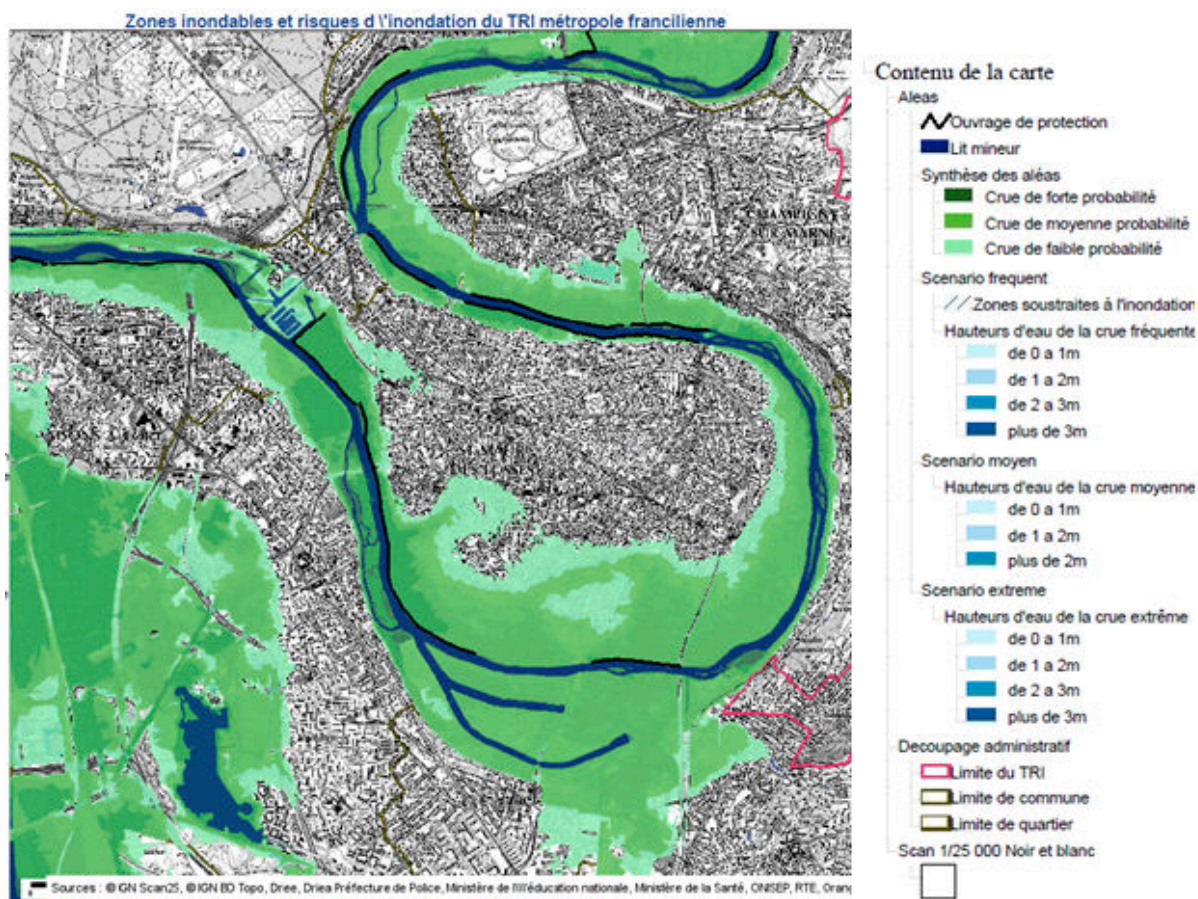 Zones inondables et risques d \'inondation du TRI métropole francilienne
CHAMPIGNY
SUR-MARNE
Sources : © IGN Scan25, © IGN BD Topo, Driee, Driea Préfecture de Police, Ministère de l'éducation nationale, Ministère de la Santé, ONISEP, RTE, Orang
Contenu de la carte
Aleas
Ouvrage de protection
Lit mineur
Synthèse des aléas
Crue de forte probabilité
Crue de moyenne probabilité
Crue de faible probabilité
Scenario frequent
Zones soustraites à l'inondation
Hauteurs d'eau de la crue fréquente
de 0 a 1m
de 1 a 2m
de 2 a 3m
plus de 3m
Scenario moyen
Hauteurs d'eau de la crue moyenne
de 0 a 1m
de 1 a 2m
plus de 2m
Scenario extreme
Hauteurs d'eau de la crue extrême
de 0 a 1m
de 1 a 2m
de 2 a 3m
plus de 3m
Decoupage administratif
Limite du TRI
Limite de commune
Limite de quartier
Scan 1/25 000 Noir et blanc